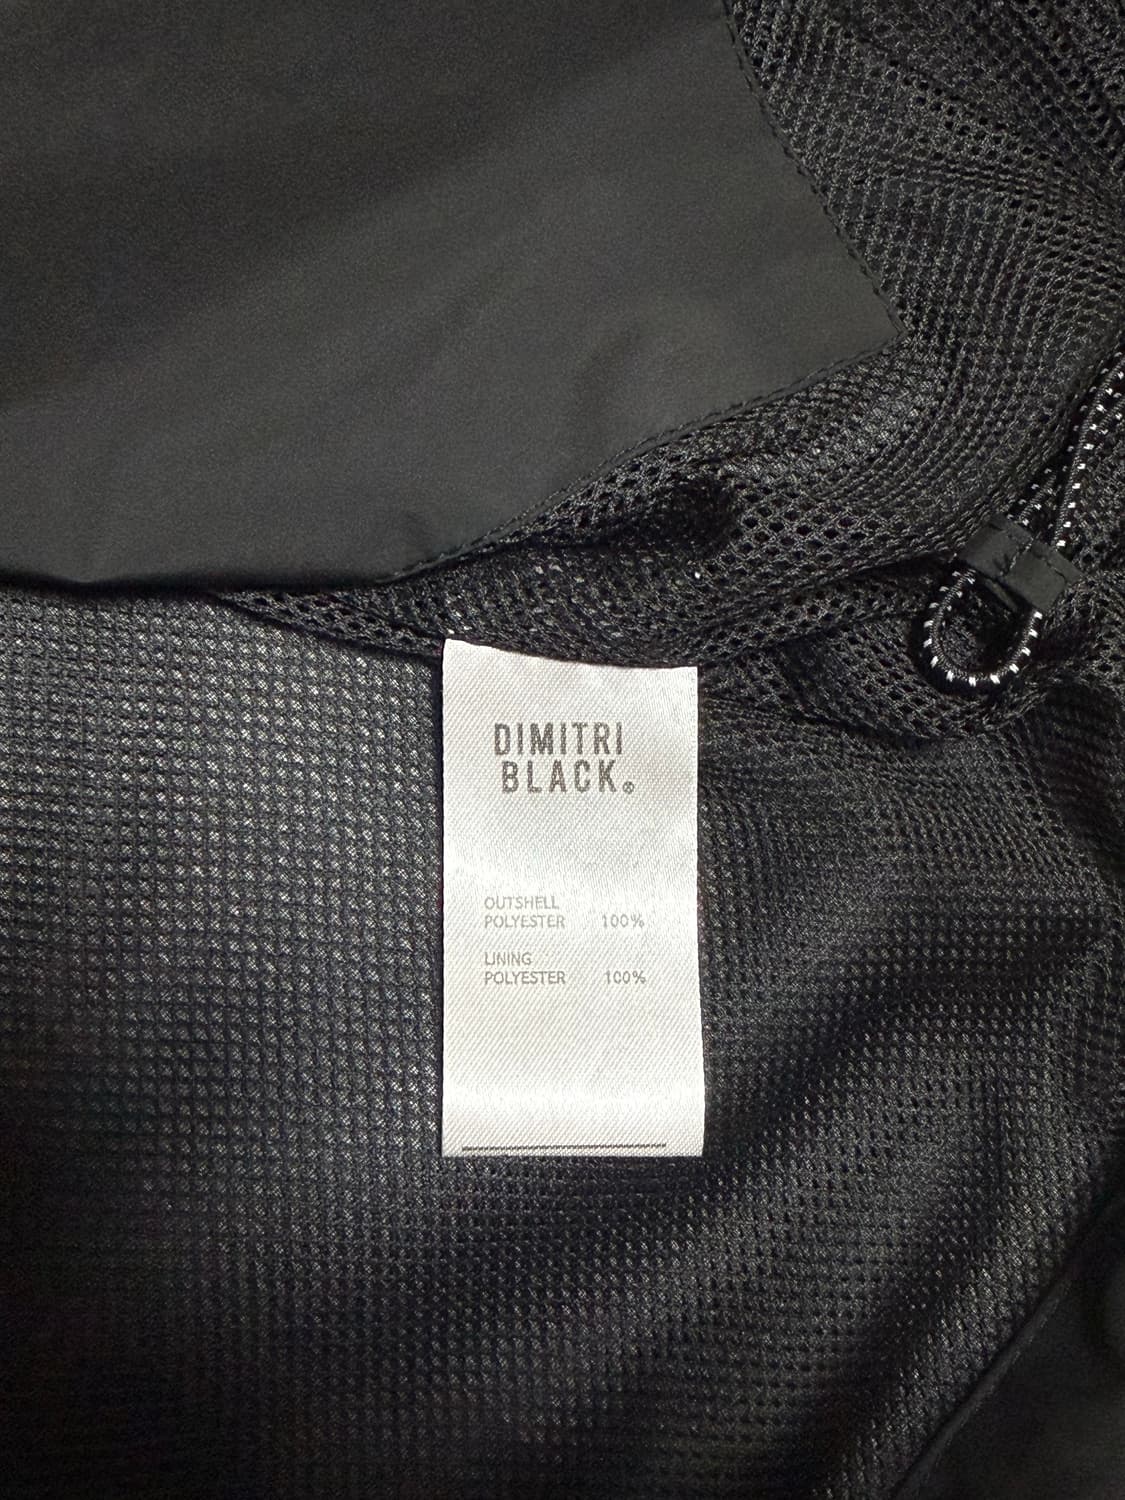 DIMITRI
BLACK.®
OUTSHELL
POLYESTER 100%
LINING
POLYESTER 100%